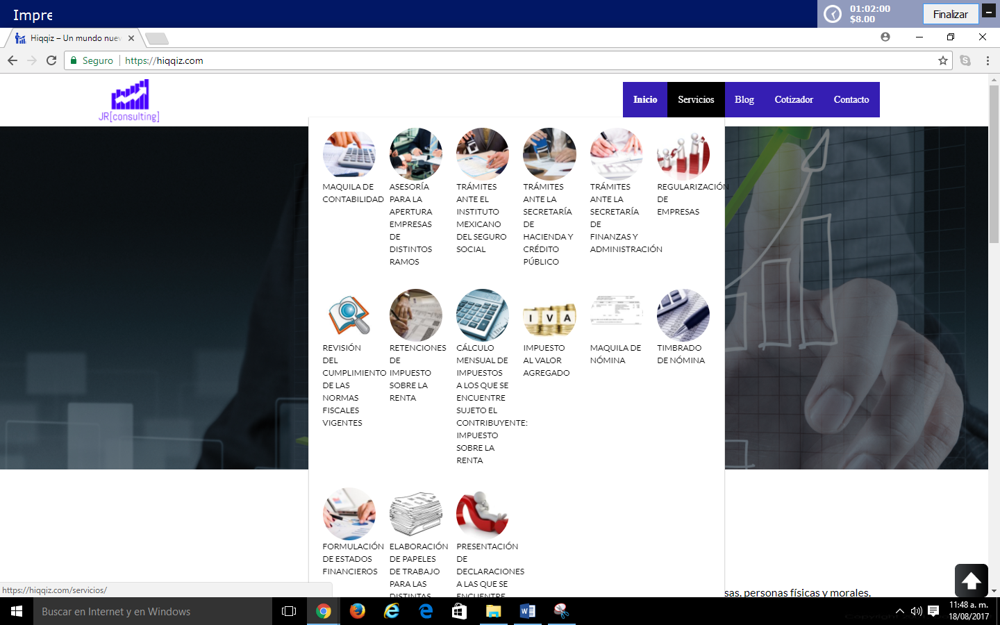 Impre
01:02:00
$8.00
Finalizar
Hiqqiz – Un mundo nuev
Seguro
https://hiqqiz.com
JR[consulting]
Inicio
Servicios
Blog
Cotizador
Contacto
MAQUILA DE
CONTABILIDAD
ASESORÍA
PARA LA
APERTURA
EMPRESAS
DE
DISTINTOS
RAMOS
TRÁMITES
ANTE EL
INSTITUTO
MEXICANO
DEL SEGURO
SOCIAL
TRÁMITES
ANTE LA
SECRETARÍA
DE
HACIENDA Y
CRÉDITO
PÚBLICO
TRÁMITES
ANTE LA
SECRETARÍA
DE
FINANZAS Y
ADMINISTRACIÓN
REGULARIZACIÓN
DE
EMPRESAS
REVISIÓN
DEL
CUMPLIMIENTO
DE LAS
NORMAS
FISCALES
VIGENTES
RETENCIONES
DE
IMPUESTO
SOBRE LA
RENTA
CÁLCULO
MENSUAL DE
IMPUESTOS
A LOS QUE SE
ENCUENTRE
SUJETO EL
CONTRIBUYENTE:
IMPUESTO
SOBRE LA
RENTA
IVA
IMPUESTO
AL VALOR
AGREGADO
MAQUILA DE
NÓMINA
TIMBRADO
DE NÓMINA
FORMULACIÓN
DE ESTADOS
FINANCIEROS
ELABORACIÓN
DE PAPELES
DE TRABAJO
PARA LAS
DISTINTAS
PRESENTACIÓN
DE
DECLARACIONES
A LAS QUE SE
ENCUENTRE
sas, personas físicas y morales,
https://hiqqiz.com/servicios/
Buscar en Internet y en Windows
11:48 a. m.
18/08/2017